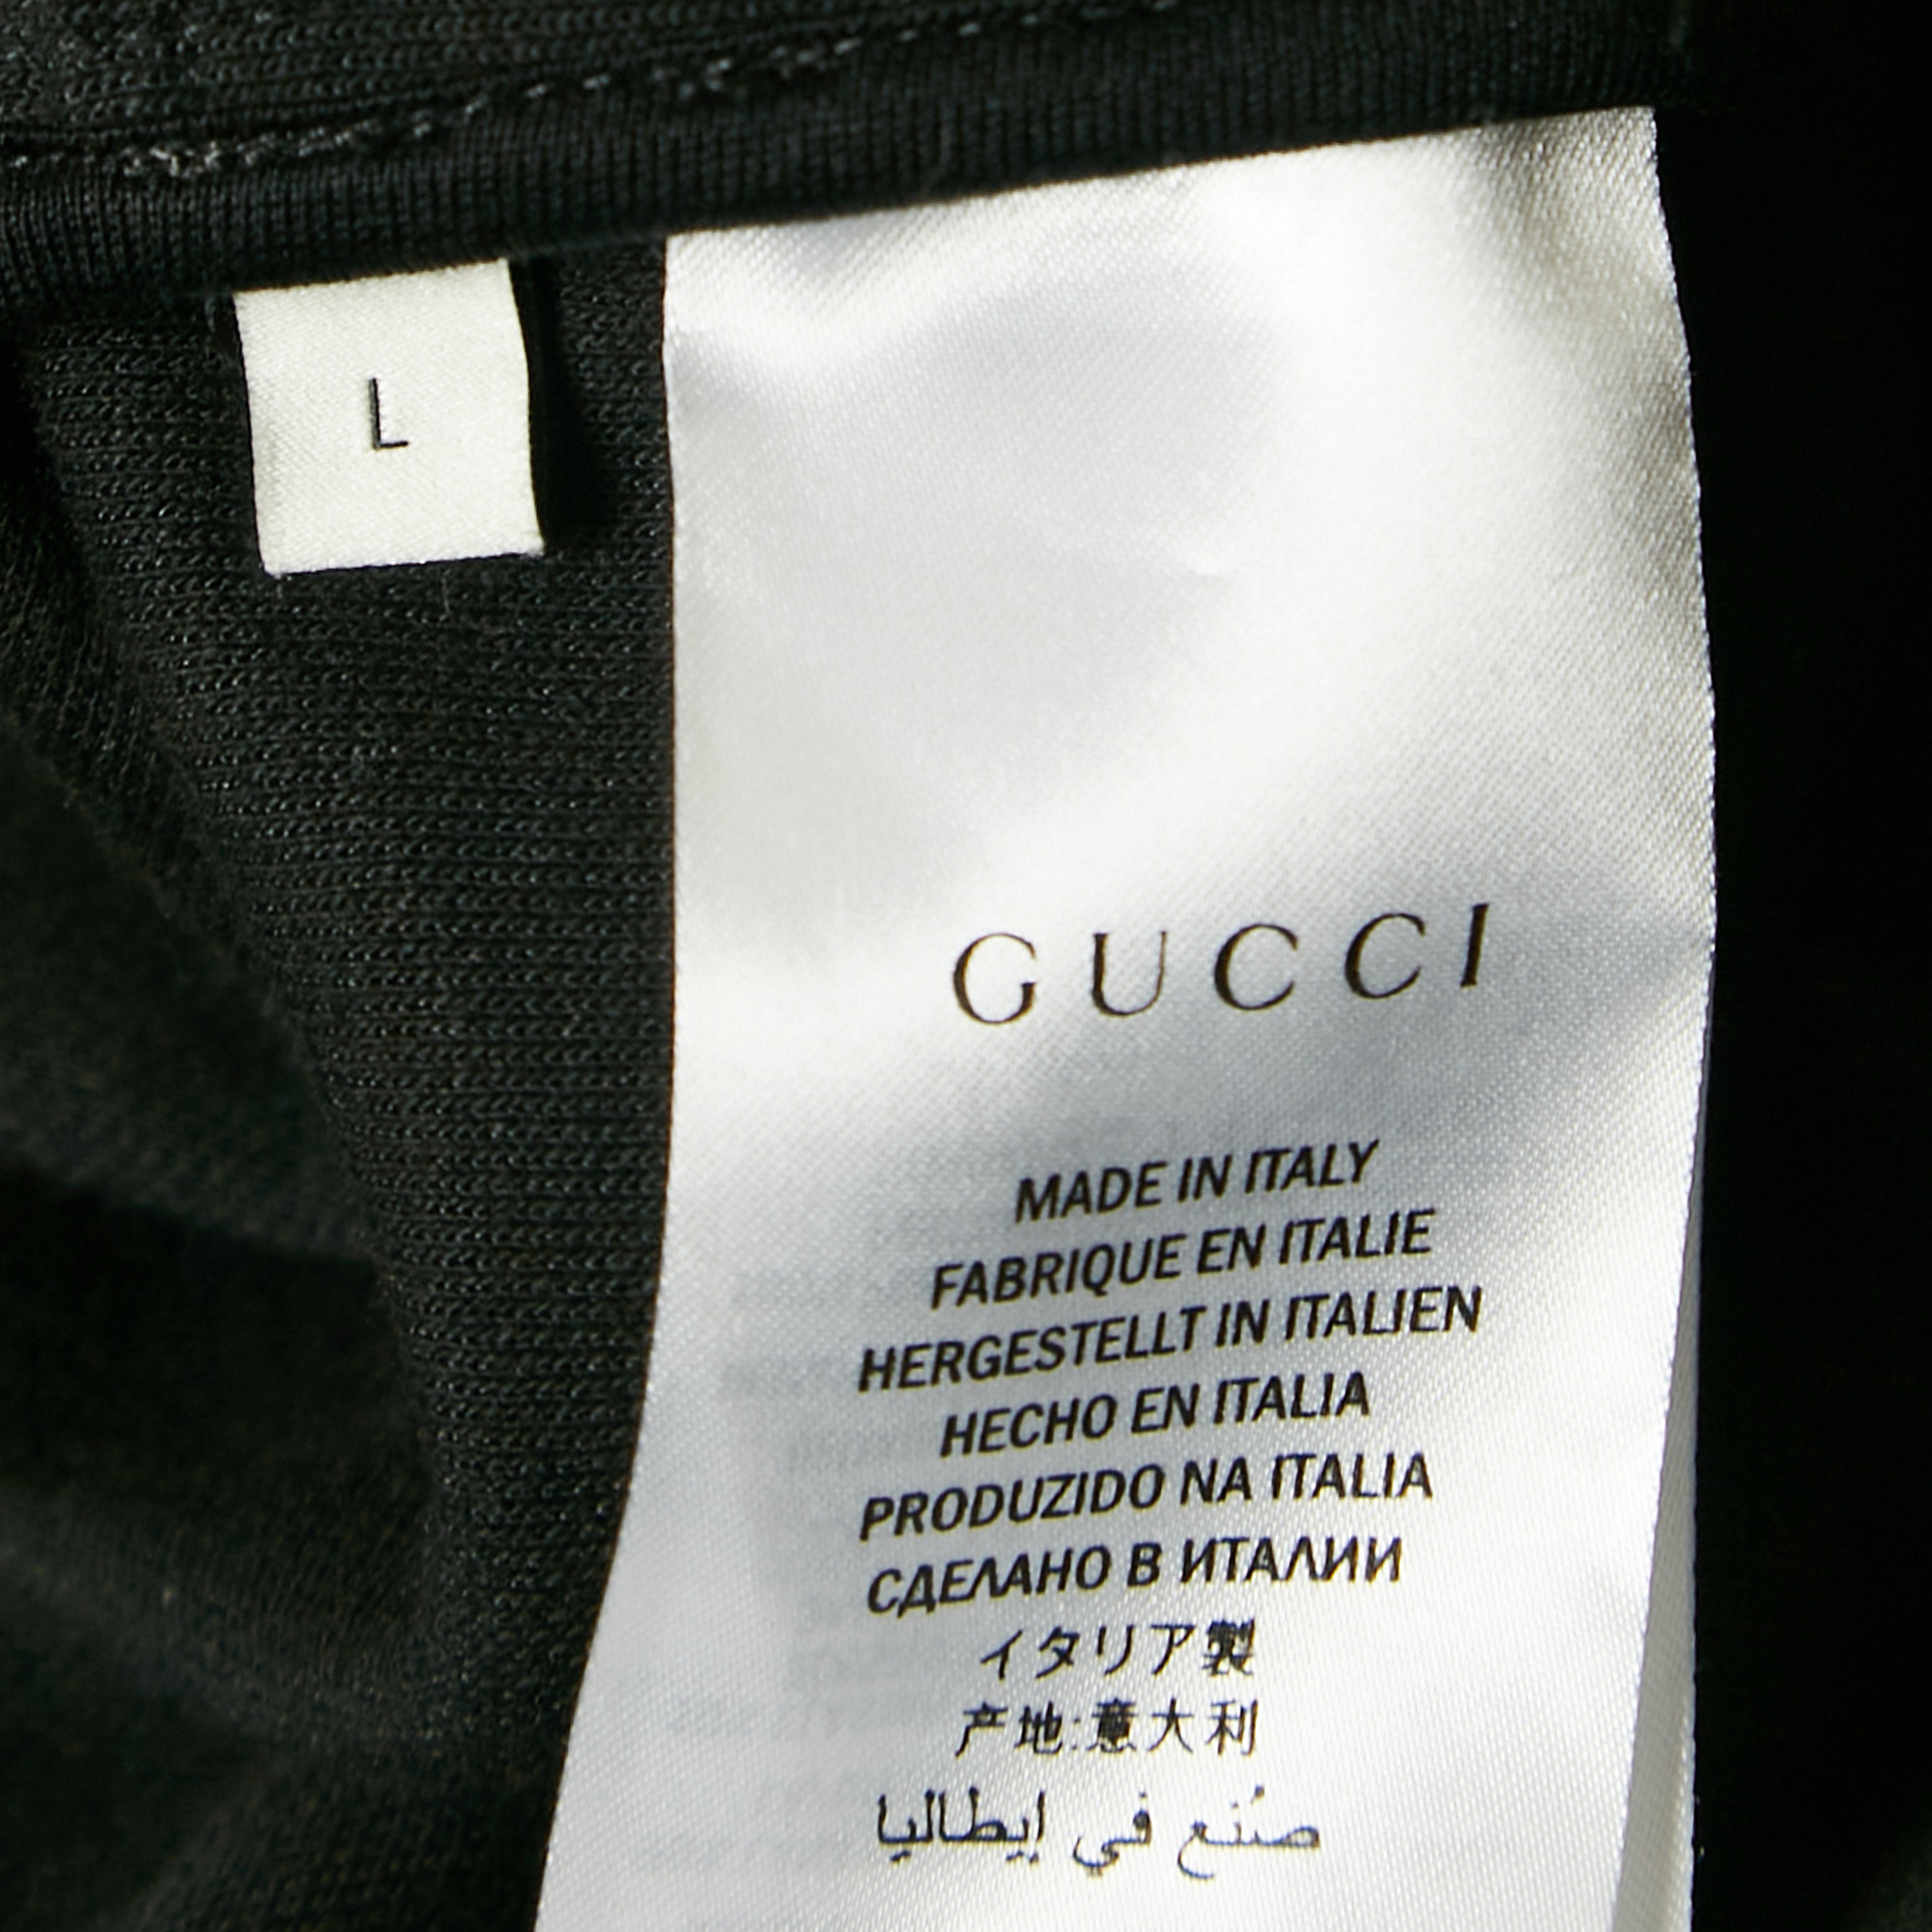 L
GUCCI
MADE IN ITALY
FABRIQUE EN ITALIE
HERGESTELLT IN ITALIEN
HECHO EN ITALIA
PRODUZIDO NA ITALIA
СДЕЛАНО В ИТАЛИИ
イタリア製
产地:意大利
صُنع في إيطاليا